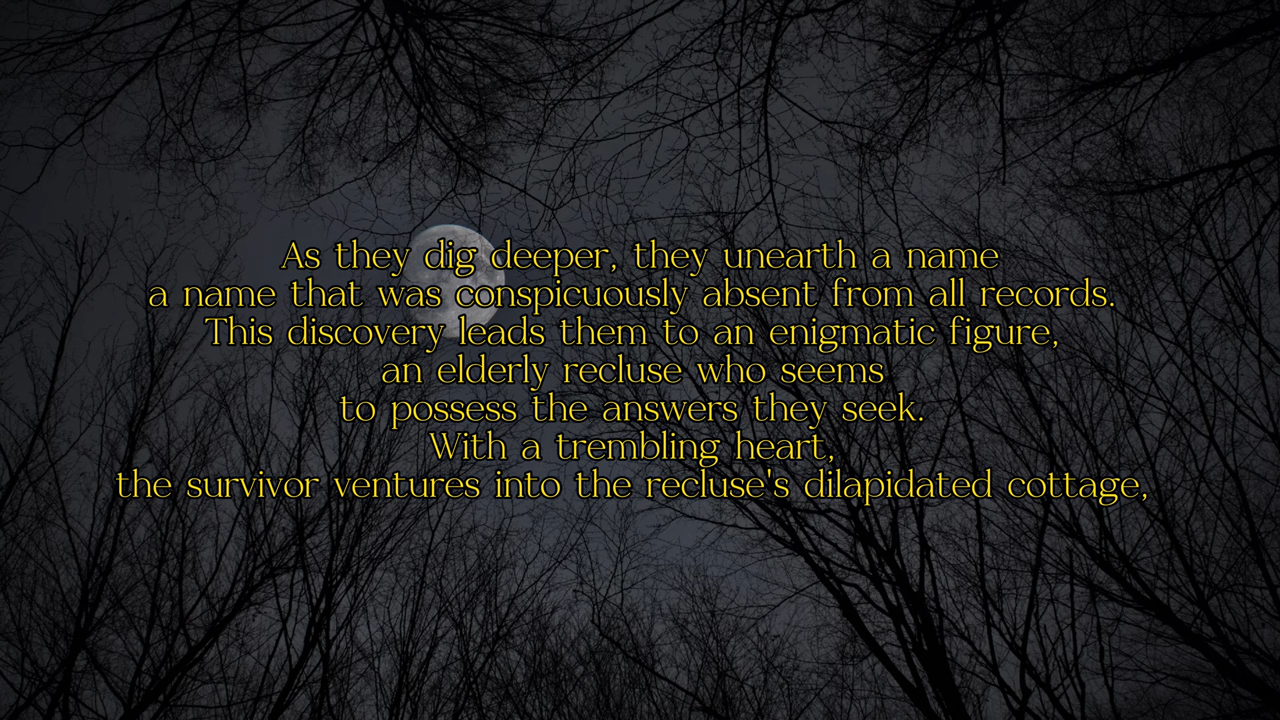 As they dig deeper, they unearth a name
a name that was conspicuously absent from all records.
This discovery leads them to an enigmatic figure,
an elderly recluse who seems
to possess the answers they seek.
With a trembling heart,
the survivor ventures into the recluse's dilapidated cottage,